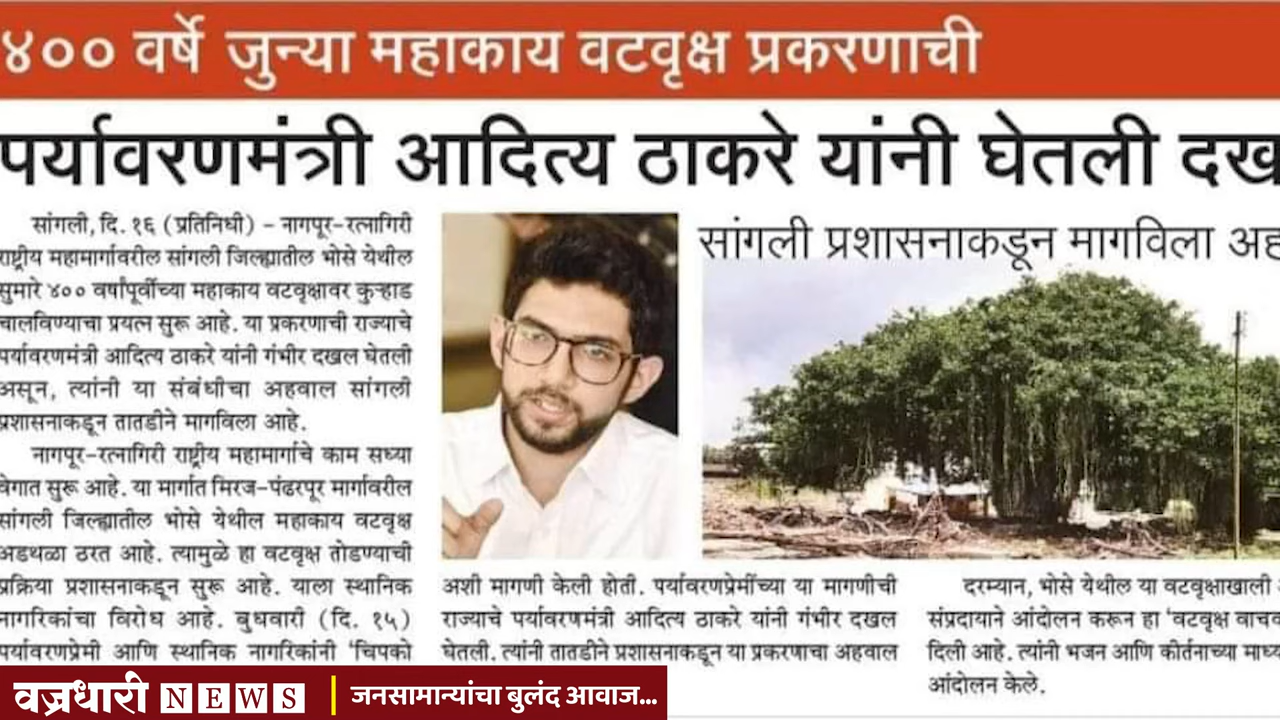 ४०० वर्षे जुन्या महाकाय वटवृक्ष प्रकरणाची
पर्यावरणमंत्री आदित्य ठाकरे यांनी घेतली
सांगली, दि. १६ (प्रतिनिधी) – नागपूर-रत्नागिरी
राष्ट्रीय महामार्गावरील सांगली जिल्ह्यातील भोसे येथील
सुमारे ४०० वर्षांपूर्वीच्या महाकाय वटवृक्षावर कुऱ्हाड
चालविण्याचा प्रयत्न सुरू आहे. या प्रकरणाची राज्याचे
पर्यावरणमंत्री आदित्य ठाकरे यांनी गंभीर दखल घेतली
असून, त्यांनी या संबंधीचा अहवाल सांगली
प्रशासनाकडून तातडीने मागविला आहे.
नागपूर-रत्नागिरी राष्ट्रीय महामार्गाचे काम सध्या
वेगात सुरू आहे. या मार्गात मिरज-पंढरपूर मार्गावरील
सांगली जिल्ह्यातील भोसे येथील महाकाय वटवृक्ष
अडथळा ठरत आहे. त्यामुळे हा वटवृक्ष तोडण्याची
प्रक्रिया प्रशासनाकडून सुरू आहे. याला स्थानिक
नागरिकांचा विरोध आहे. बुधवारी (दि. १५)
पर्यावरणप्रेमी आणि स्थानिक नागरिकांनी 'चिपको
सांगली प्रशासनाकडून मागविला
अशी मागणी केली होती. पर्यावरणप्रेमींच्या या मागणीची
राज्याचे पर्यावरणमंत्री आदित्य ठाकरे यांनी गंभीर दखल
घेतली. त्यांनी तातडीने प्रशासनाकडून या प्रकरणाचा अहवाल
दरम्यान, भोसे येथील या वटवृक्षाखाली
संप्रदायाने आंदोलन करून हा 'वटवृक्ष
दिली आहे. त्यांनी भजन आणि कीर्तनाच्या
आंदोलन केले.
वज्रधारी NEWS
जनसामान्यांचा बुलंद आवाज...